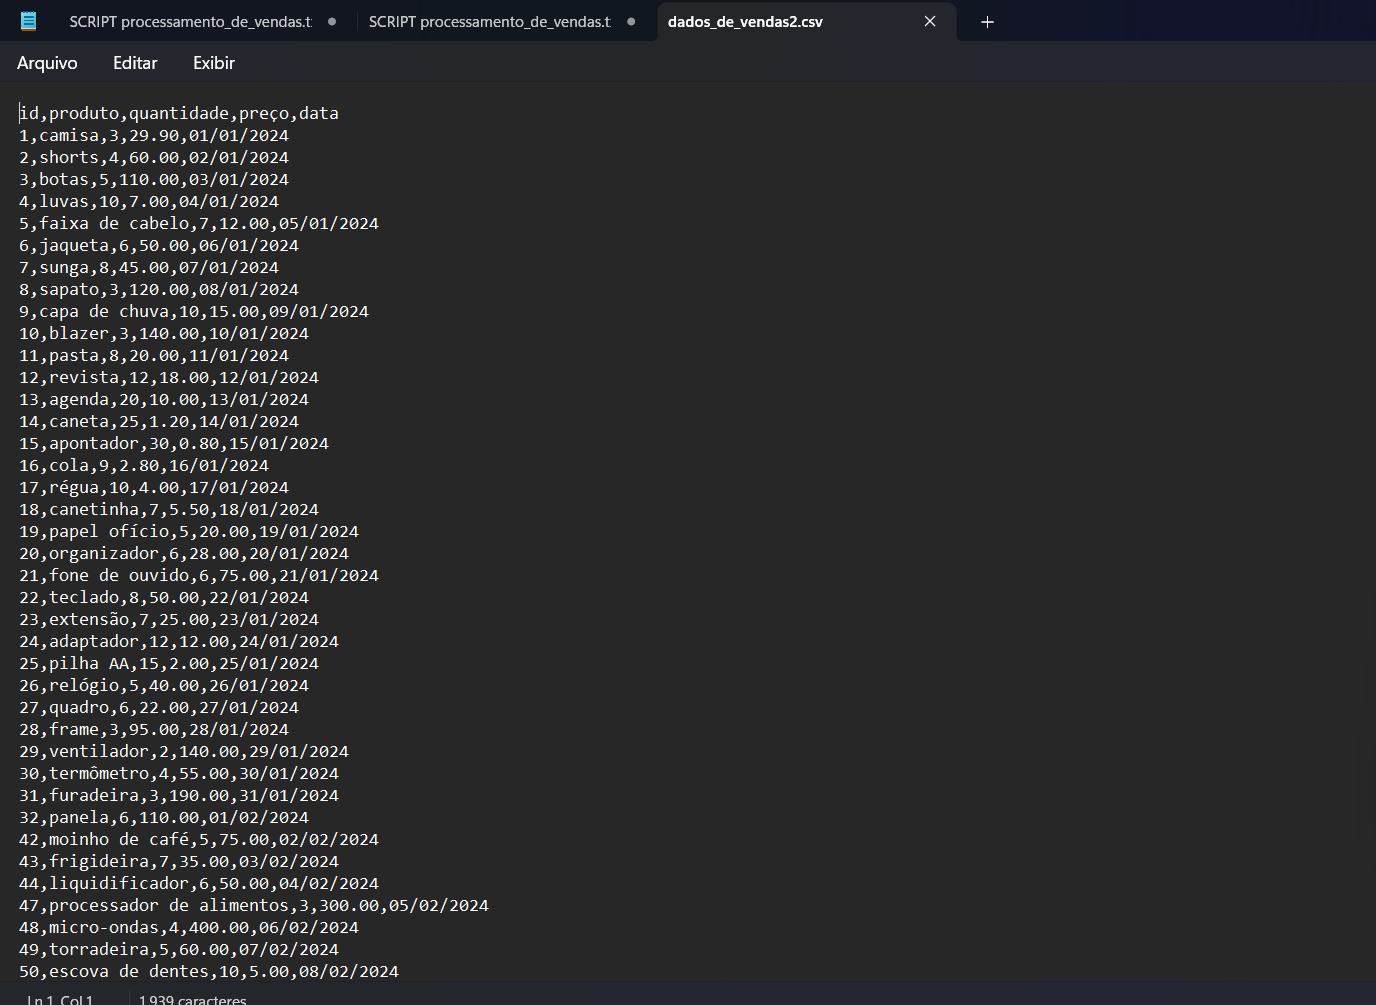 SCRIPT processamento_de_vendas.t
SCRIPT processamento_de_vendas.t
dados_de_vendas2.csv
Arquivo
Editar
Exibir
id,produto,quantidade,preço,data
1,camisa,3,29.90,01/01/2024
2,shorts,4,60.00,02/01/2024
3,botas,5,110.00,03/01/2024
4,luvas,10,7.00,04/01/2024
5,faixa de cabelo,7,12.00,05/01/2024
6,jaqueta,6,50.00,06/01/2024
7,sunga,8,45.00,07/01/2024
8,sapato,3,120.00,08/01/2024
9,capa de chuva,10,15.00,09/01/2024
10,blazer,3,140.00,10/01/2024
11,pasta,8,20.00,11/01/2024
12,revista,12,18.00,12/01/2024
13,agenda,20,10.00,13/01/2024
14,caneta,25,1.20,14/01/2024
15,apontador,30,0.80,15/01/2024
16,cola,9,2.80,16/01/2024
17,régua,10,4.00,17/01/2024
18,canetinha,7,5.50,18/01/2024
19,papel ofício,5,20.00,19/01/2024
20,organizador,6,28.00,20/01/2024
21,fone de ouvido,6,75.00,21/01/2024
22,teclado,8,50.00,22/01/2024
23,extensão,7,25.00,23/01/2024
24,adaptador,12,12.00,24/01/2024
25,pilha AA,15,2.00,25/01/2024
26,relógio,5,40.00,26/01/2024
27,quadro,6,22.00,27/01/2024
28,frame,3,95.00,28/01/2024
29,ventilador,2,140.00,29/01/2024
30,termômetro,4,55.00,30/01/2024
31,furadeira,3,190.00,31/01/2024
32,panela,6,110.00,01/02/2024
42,moinho de café,5,75.00,02/02/2024
43,frigideira,7,35.00,03/02/2024
44,liquidificador,6,50.00,04/02/2024
47,processador de alimentos,3,300.00,05/02/2024
48,micro-ondas,4,400.00,06/02/2024
49,torradeira,5,60.00,07/02/2024
50,escova de dentes,10,5.00,08/02/2024
Ln 1, Col 1
1.939 caracteres